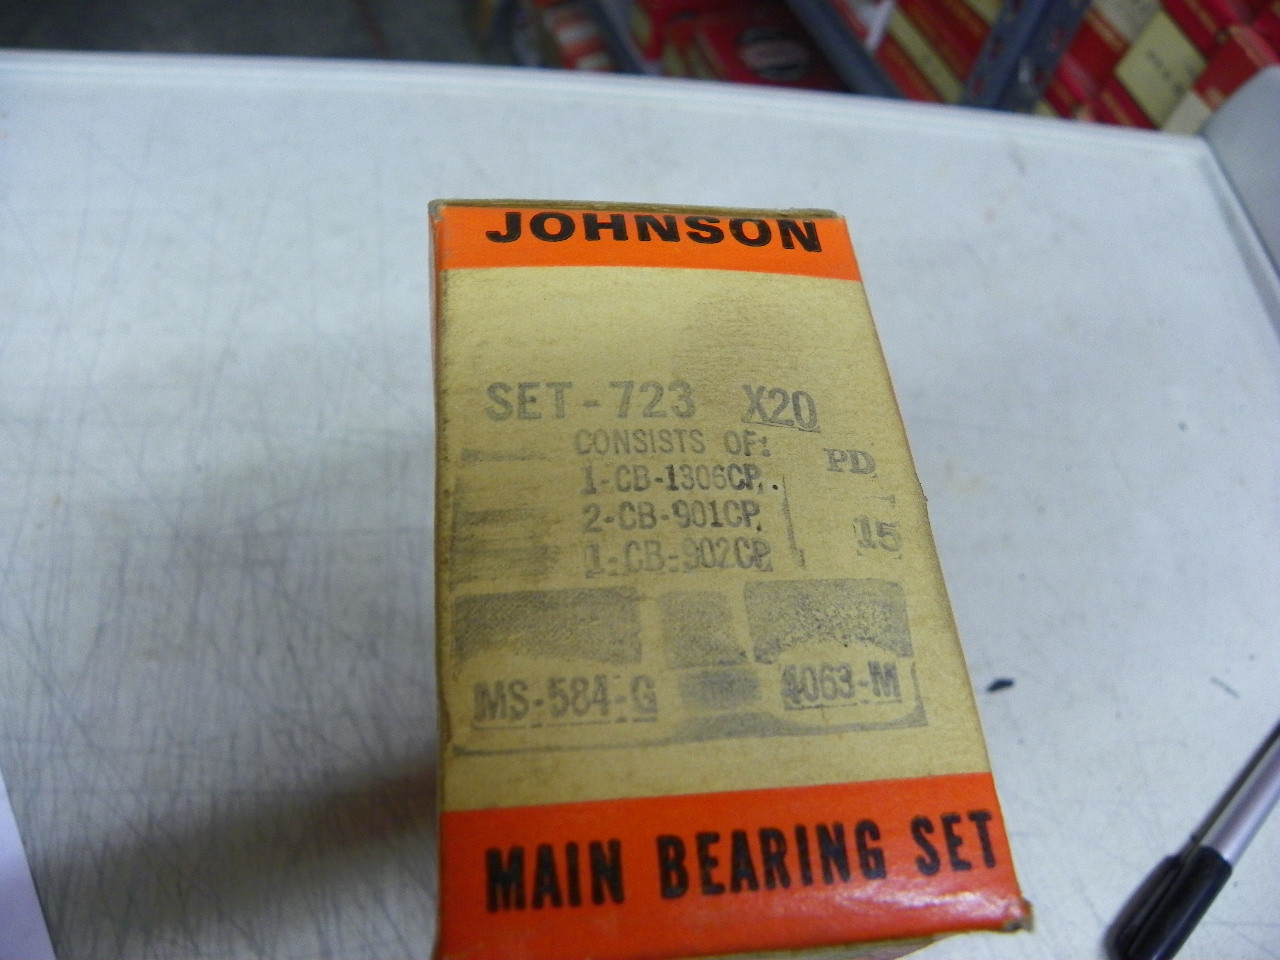 JOHNSON
SET-723 X20
CONSISTS OF:
PD
1-CB-1306CP.
2-CB-901CP
15
1-CB-902CP
MS-584-G 4063-M
MAIN BEARING SET